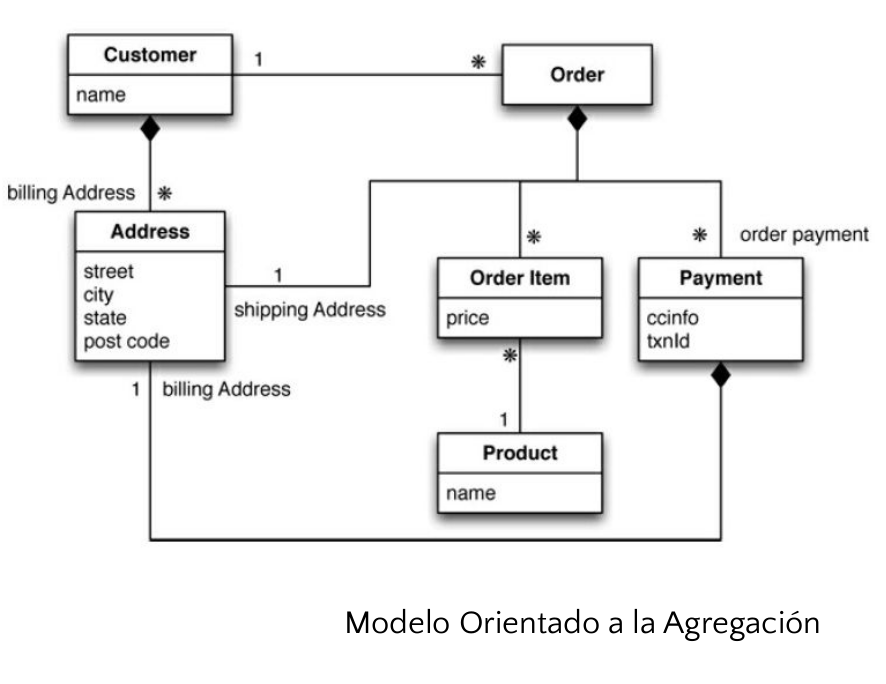 Customer
1
*
Order
name
billing Address
*
Address
street
city
state
post code
1
shipping Address
*
Order Item
price
*
order payment
Payment
ccinfo
txnId
*
1
billing Address
1
Product
name
Modelo Orientado a la Agregación